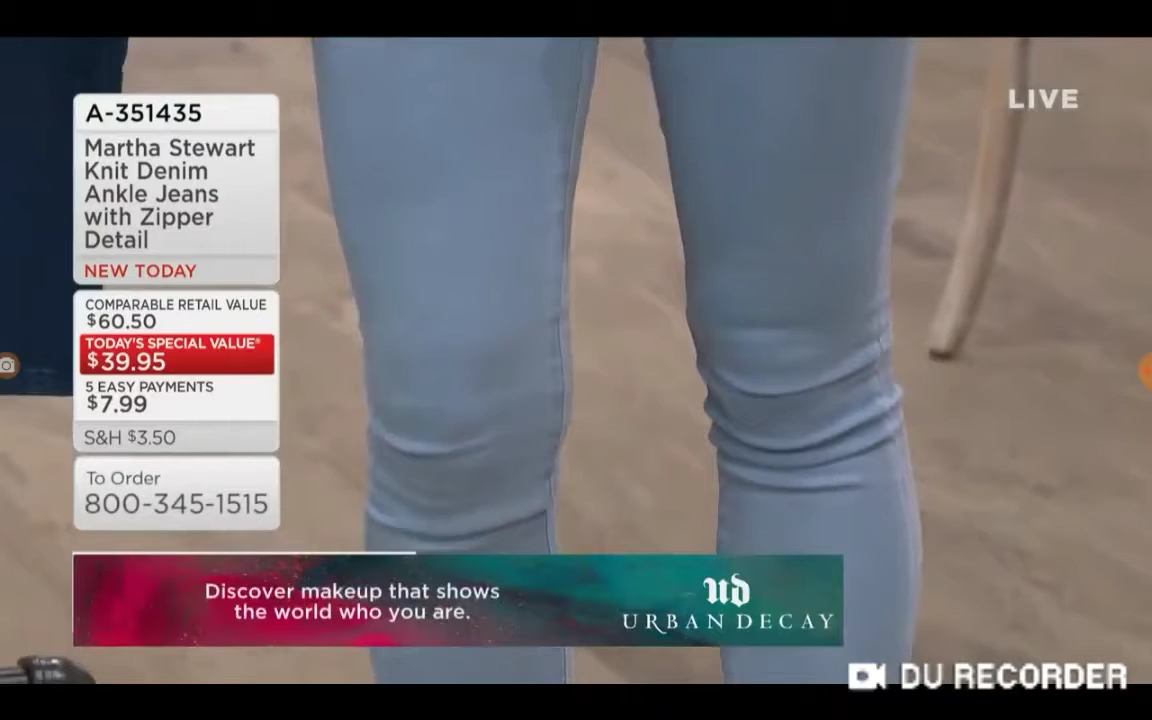 A-351435
Martha Stewart
Knit Denim
Ankle Jeans
with Zipper
Detail
NEW TODAY
COMPARABLE RETAIL VALUE
$60.50
TODAY'S SPECIAL VALUE®
$39.95
5 EASY PAYMENTS
$7.99
S&H $3.50
To Order
800-345-1515
LIVE
Discover makeup that shows
the world who you are.
ud
URBAN DECAY
DU RECORDER